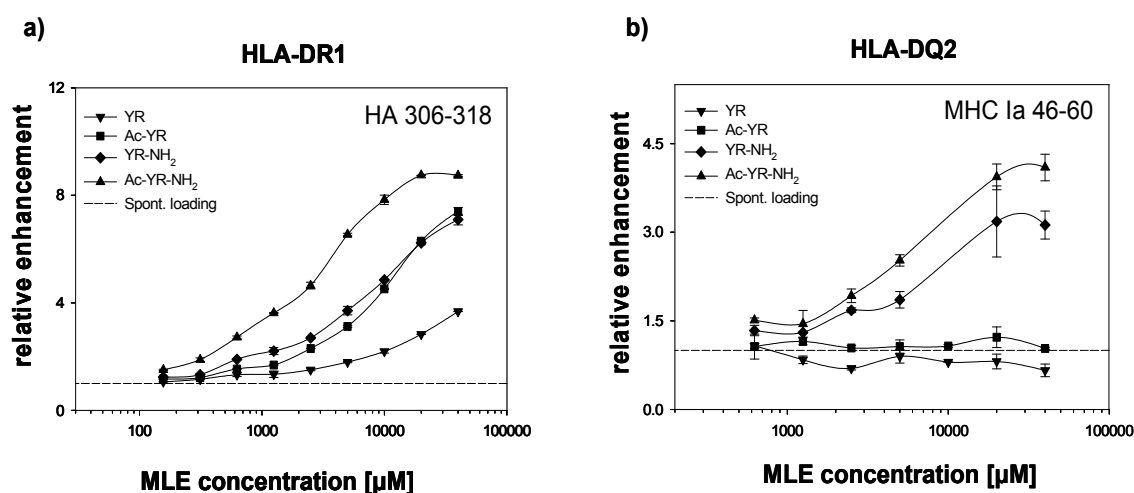 a)
HLA-DR1
relative enhancement
12
8
4
0
YR
Ac-YR
YR-NH₂
Ac-YR-NH₂
Spont. loading
HA 306-318
100 1000 10000 100000
MLE concentration [µM]
b)
HLA-DQ2
relative enhancement
4.5
3.0
1.5
0.0
YR
Ac-YR
YR-NH₂
Ac-YR-NH₂
Spont. loading
MHC Ia 46-60
1000 10000 100000
MLE concentration [µM]